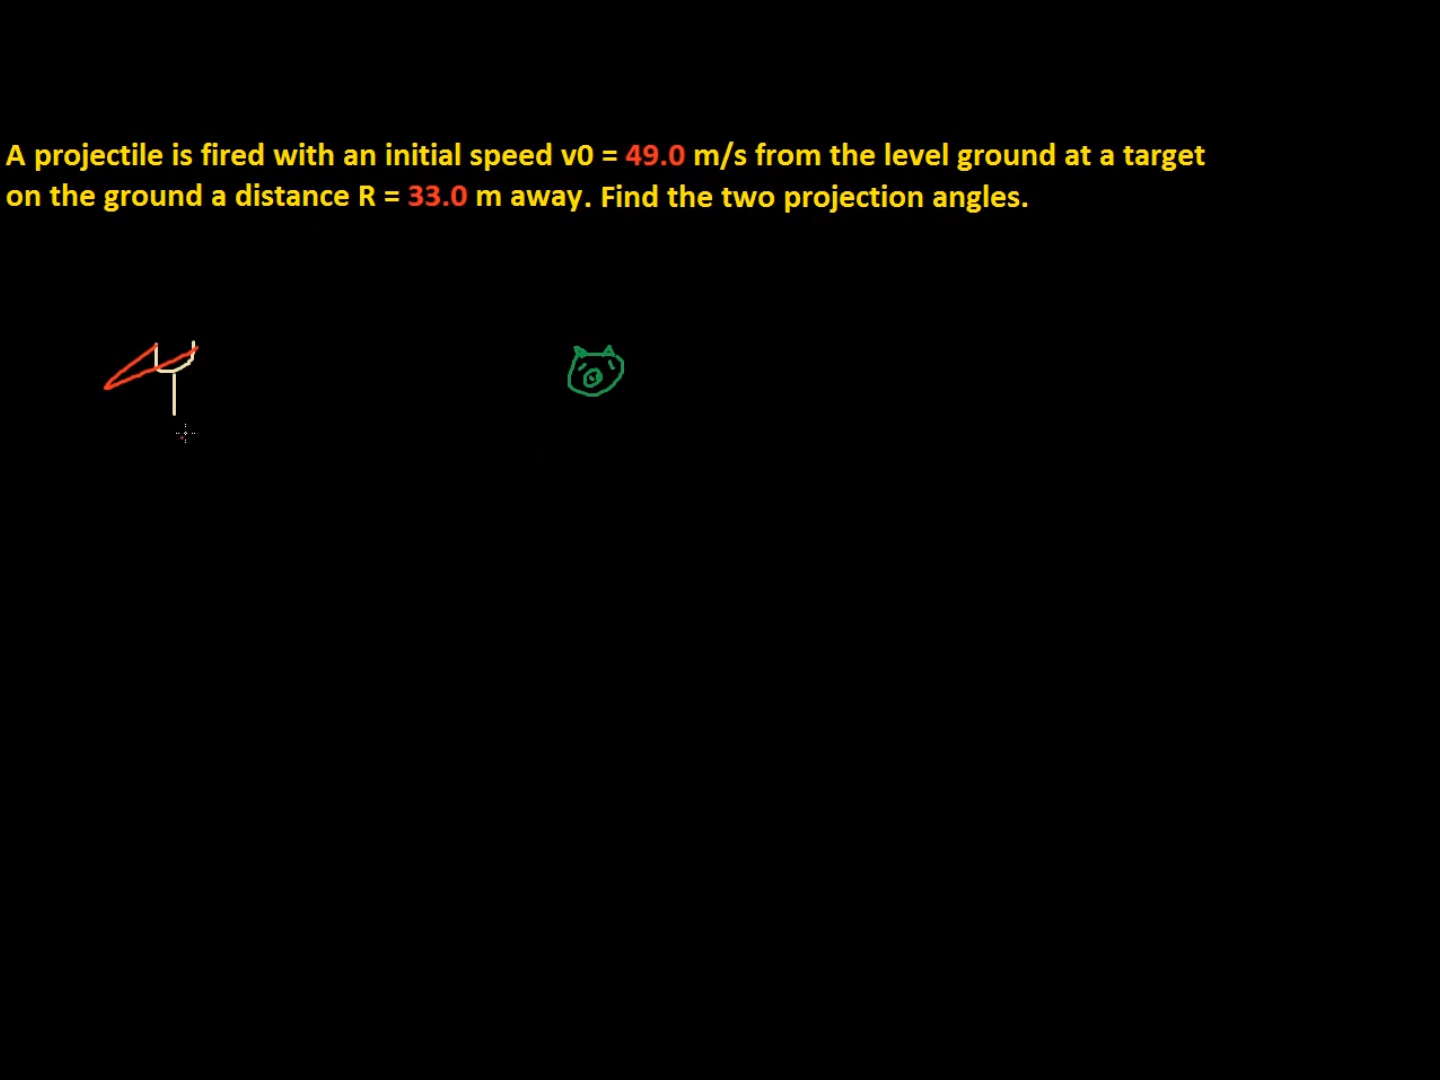 A projectile is fired with an initial speed v0 = 49.0 m/s from the level ground at a target
on the ground a distance R = 33.0 m away. Find the two projection angles.